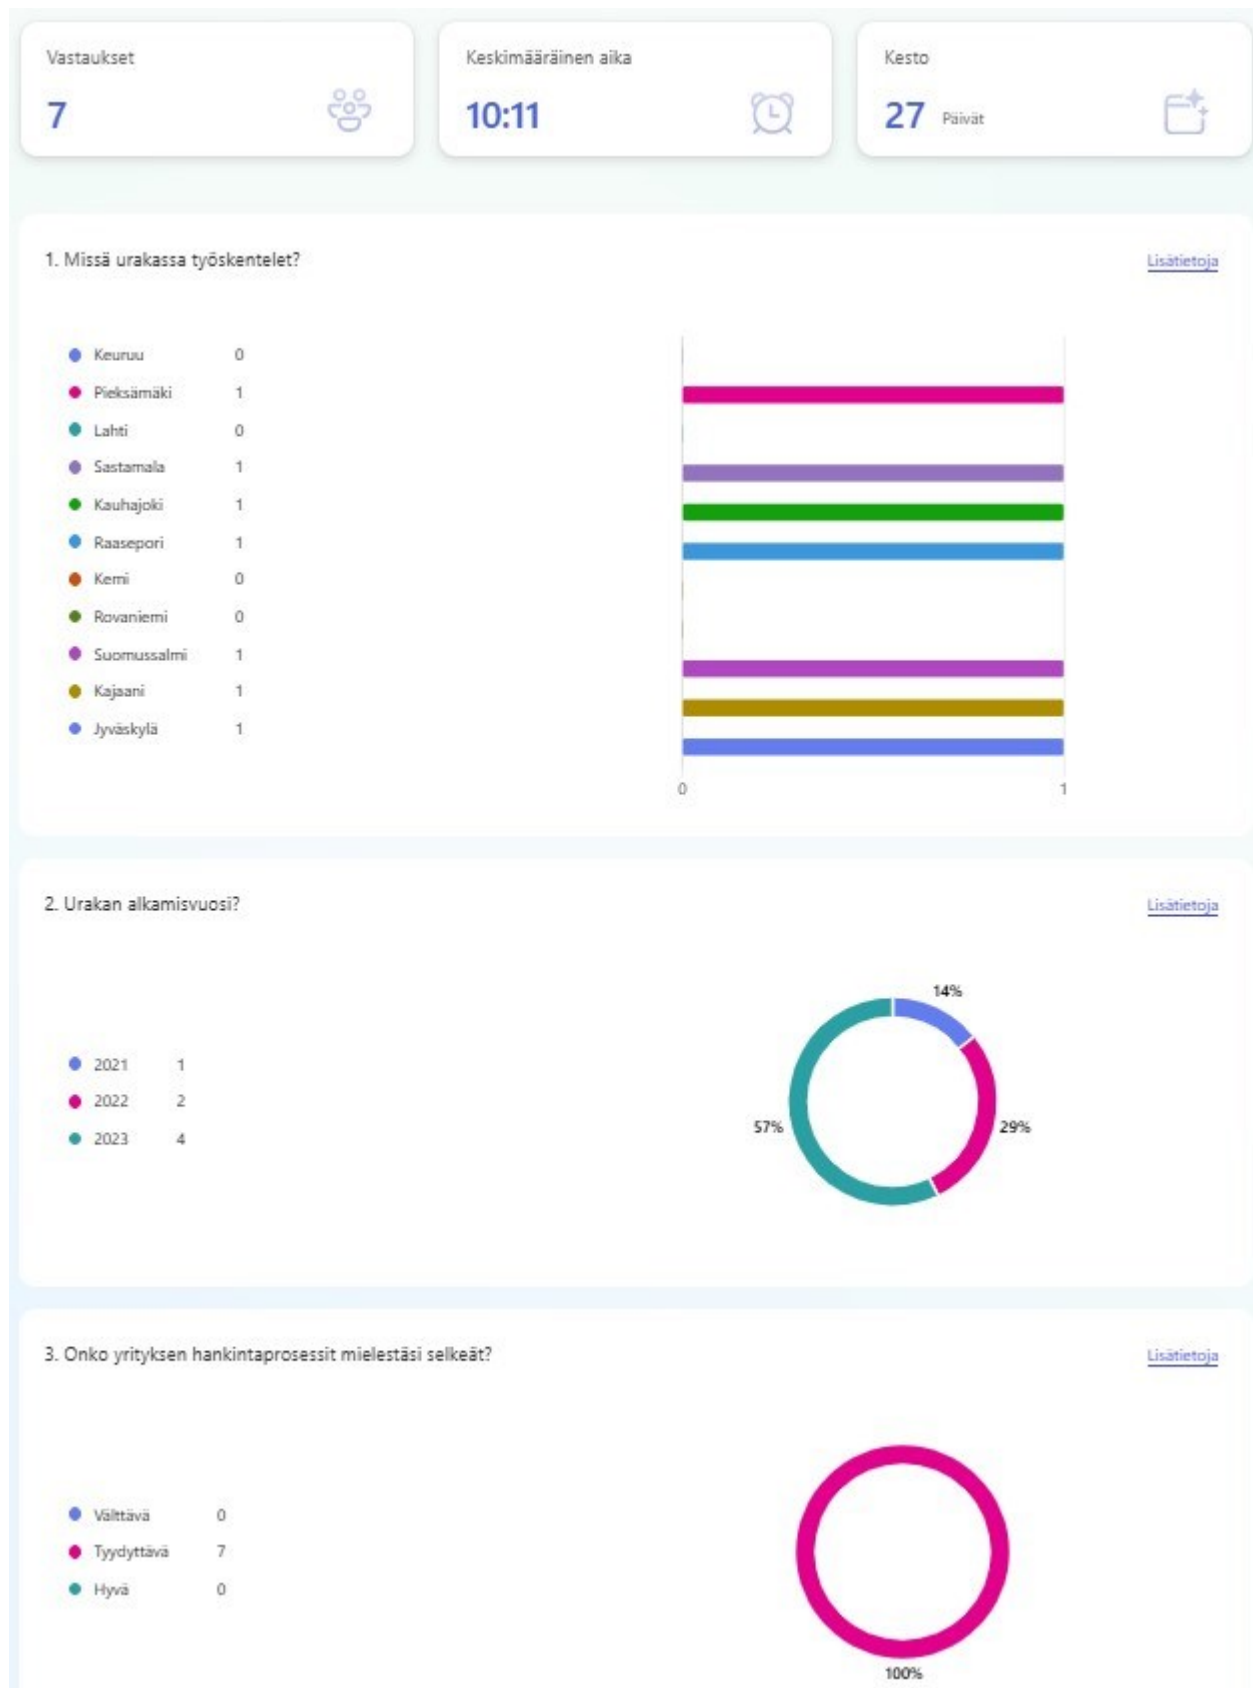 Vastaukset
7
Keskimääräinen aika
10:11
Kesto
27 Päivät
1. Missä urakassa työskentelet?
Lisätietoja
Keuruu 0
Pieksämäki 1
Lahti 0
Sastamala 1
Kauhajoki 1
Raasepori 1
Kemi 0
Rovaniemi 0
Suomussalmi 1
Kajaani 1
Jyväskylä 1
0 1
2. Urakan alkamisvuosi?
Lisätietoja
2021 1
2022 2
2023 4
14%
57%
29%
3. Onko yrityksen hankintaprosessit mielestäsi selkeät?
Lisätietoja
Välttävä 0
Tyydyttävä 7
Hyvä 0
100%